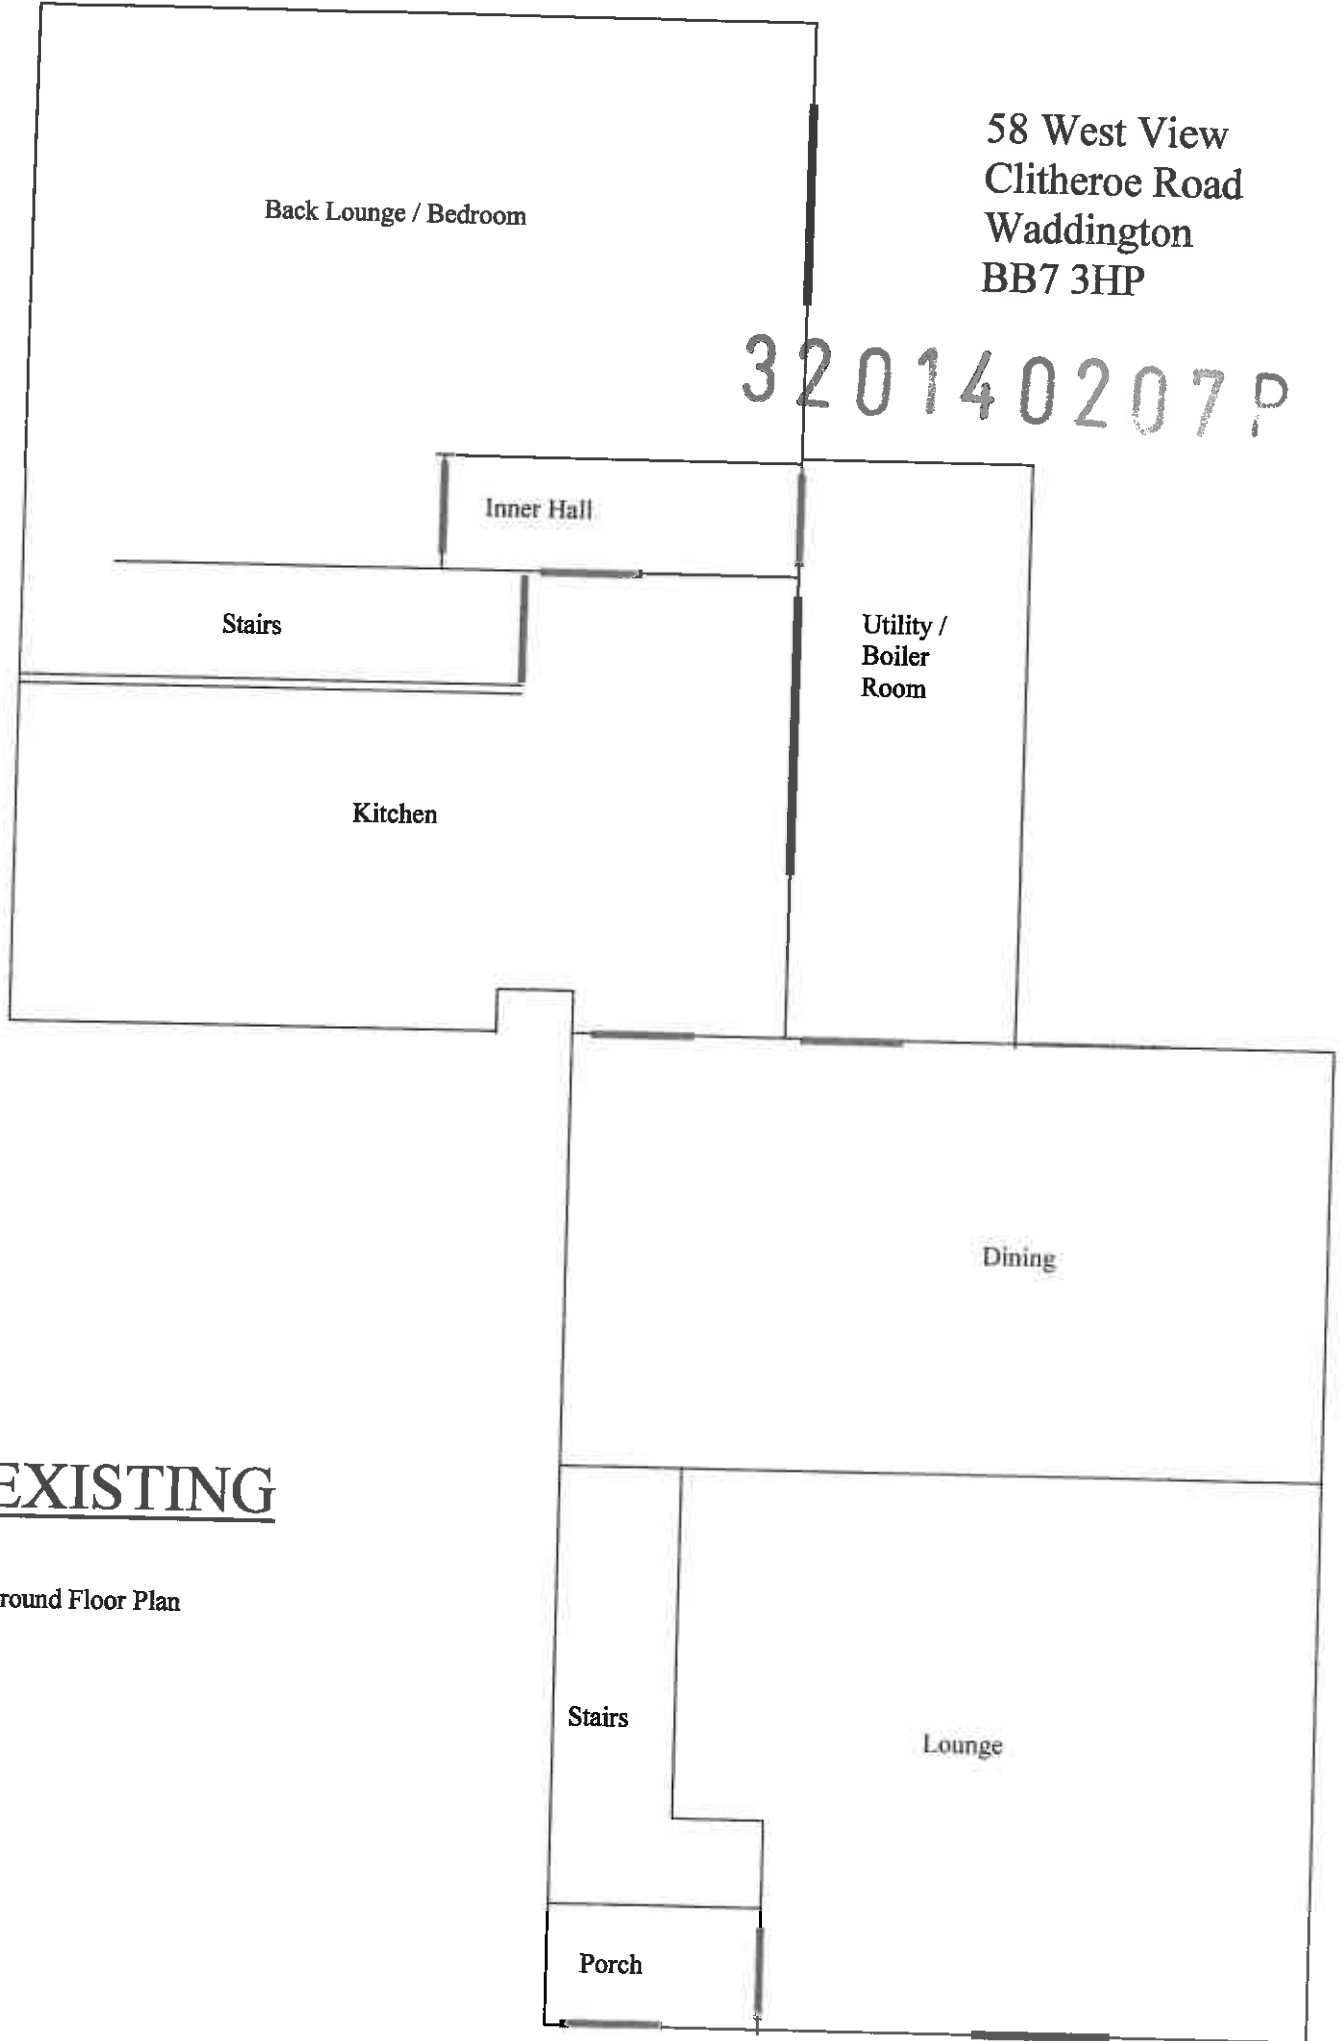 58 West View
Clitheroe Road
Waddington
BB7 3HP
320140207P
Back Lounge / Bedroom
Inner Hall
Stairs
Utility /
Boiler
Room
Kitchen
Dining
EXISTING
round Floor Plan
Stairs
Lounge
Porch